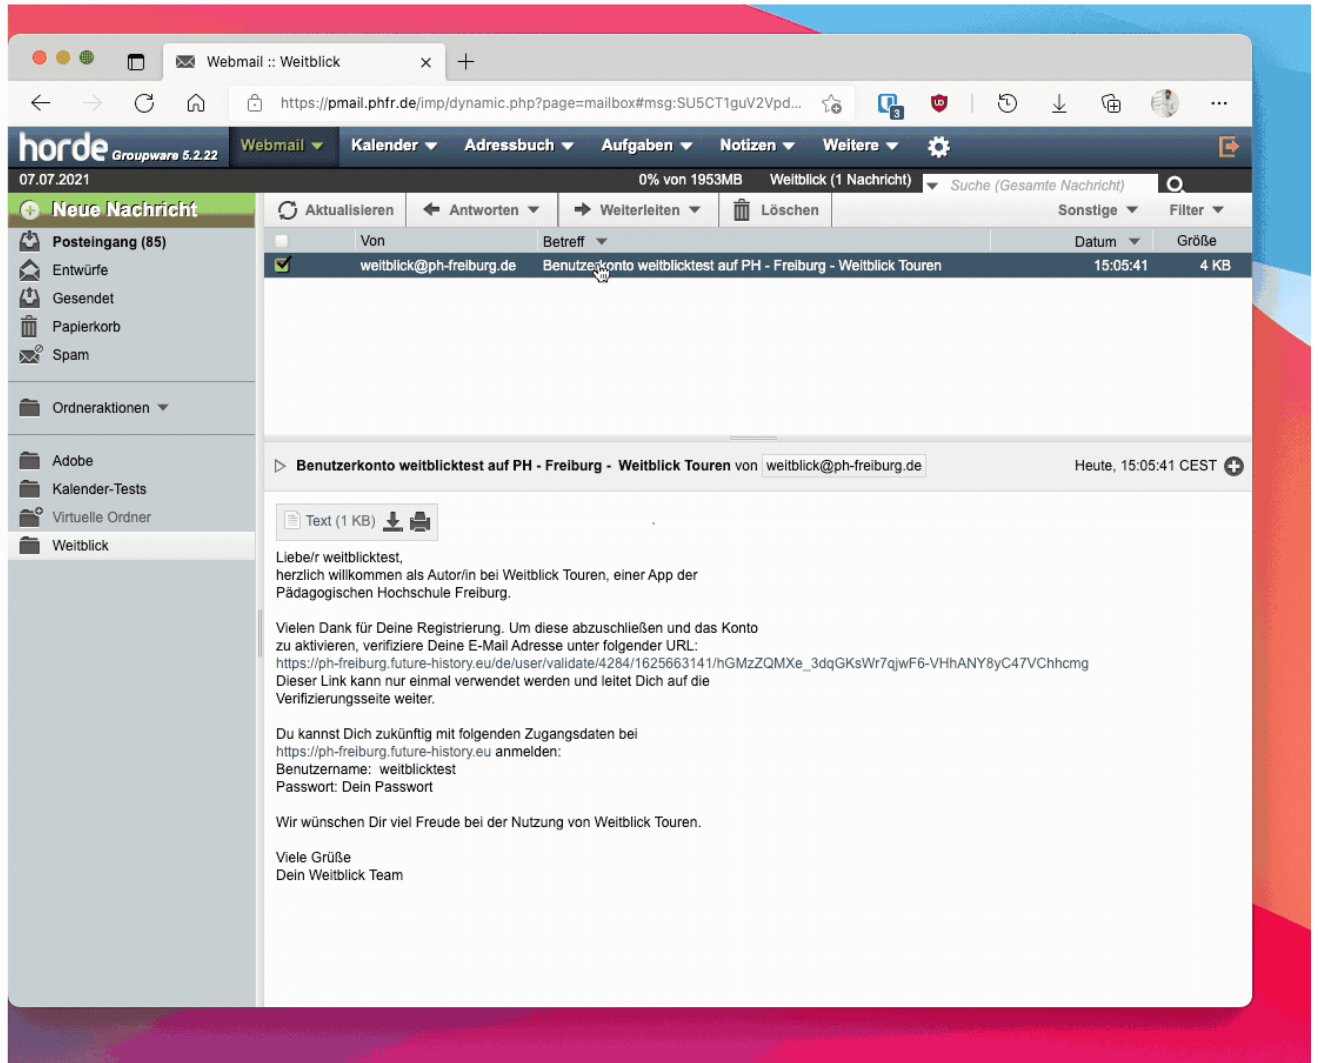 Webmail :: Weitblick
https://pmail.phfr.de/imp/dynamic.php?page=mailbox#msg:SU5CT1guV2Vpd...
3
horde Groupware 5.2.22
Webmail Kalender Adressbuch Aufgaben Notizen Weitere
07.07.2021 0% von 1953MB Weitblick (1 Nachricht) Suche (Gesamte Nachricht)
Neue Nachricht Aktualisieren Antworten Weiterleiten Löschen Sonstige Filter
Posteingang (85)
Entwürfe
Gesendet
Papierkorb
Spam
Ordneraktionen
Adobe
Kalender-Tests
Virtuelle Ordner
Weitblick
Von Betreff Datum Größe
weitblick@ph-freiburg.de Benutzerkonto weitblicktest auf PH - Freiburg - Weitblick Touren 15:05:41 4 KB
Benutzerkonto weitblicktest auf PH - Freiburg - Weitblick Touren von weitblick@ph-freiburg.de Heute, 15:05:41 CEST
Text (1 KB)
Liebe/r weitblicktest,
herzlich willkommen als Autor/in bei Weitblick Touren, einer App der
Pädagogischen Hochschule Freiburg.
Vielen Dank für Deine Registrierung. Um diese abzuschließen und das Konto
zu aktivieren, verifiziere Deine E-Mail Adresse unter folgender URL:
https://ph-freiburg.future-history.eu/de/user/validate/4284/1625663141/hGMzZQMXe_3dqGKsWr7qjwF6-VHhANY8yC47VChhcmg
Dieser Link kann nur einmal verwendet werden und leitet Dich auf die
Verifizierungsseite weiter.
Du kannst Dich zukünftig mit folgenden Zugangsdaten bei
https://ph-freiburg.future-history.eu anmelden:
Benutzername: weitblicktest
Passwort: Dein Passwort
Wir wünschen Dir viel Freude bei der Nutzung von Weitblick Touren.
Viele Grüße
Dein Weitblick Team